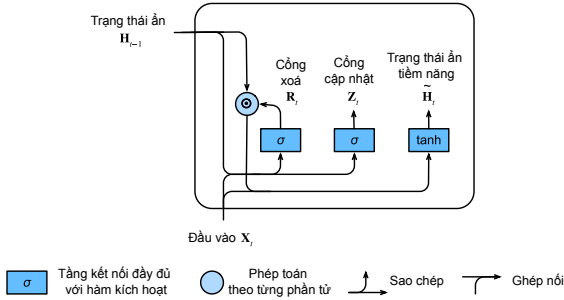 Trạng thái ẩn
H_{t−1}
Cổng
xoá
R_t
Cổng
cập nhật
Z_t
Trạng thái ẩn
tiềm năng
H̃_t
σ
σ
tanh
Đầu vào X_t
σ
Tầng kết nối đầy đủ
với hàm kích hoạt
Phép toán
theo từng phần tử
Sao chép
Ghép nối